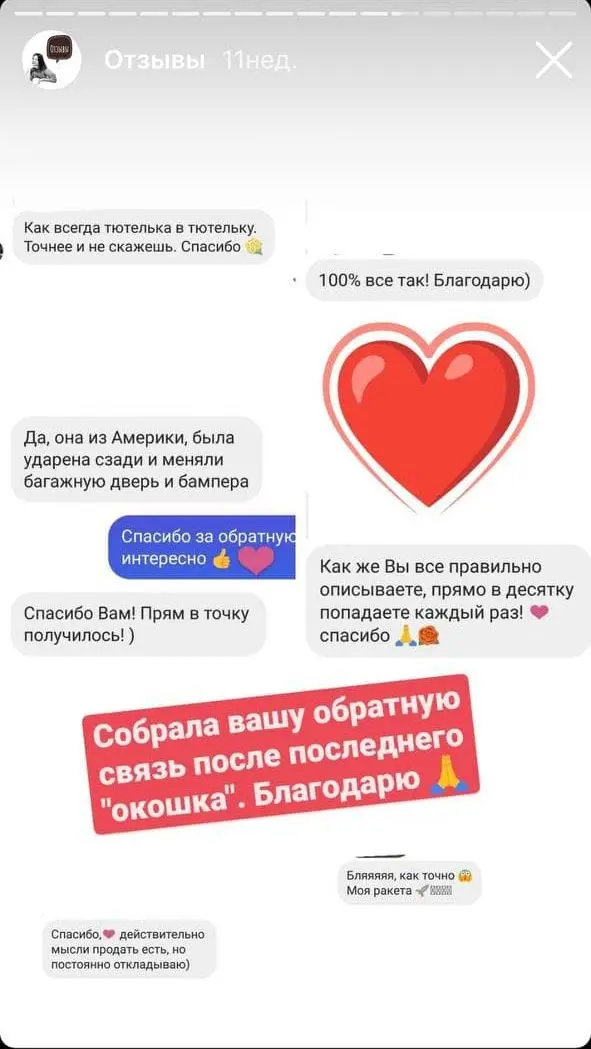 Отзывы
Отзывы 11нед.
Как всегда тютелька в тютельку.
Точнее и не скажешь. Спасибо
100% все так! Благодарю)
Да, она из Америки, была
ударена сзади и меняли
багажную дверь и бампера
Спасибо за обратную
интересно
Спасибо Вам! Прям в точку
получилось! )
Как же Вы все правильно
описываете, прямо в десятку
попадаете каждый раз!
спасибо
Собрала вашу обратную
связь после последнего
"окошка". Благодарю
Бляяяяя, как точно
Моя ракета
Спасибо, действительно
мысли продать есть, но
постоянно откладываю)